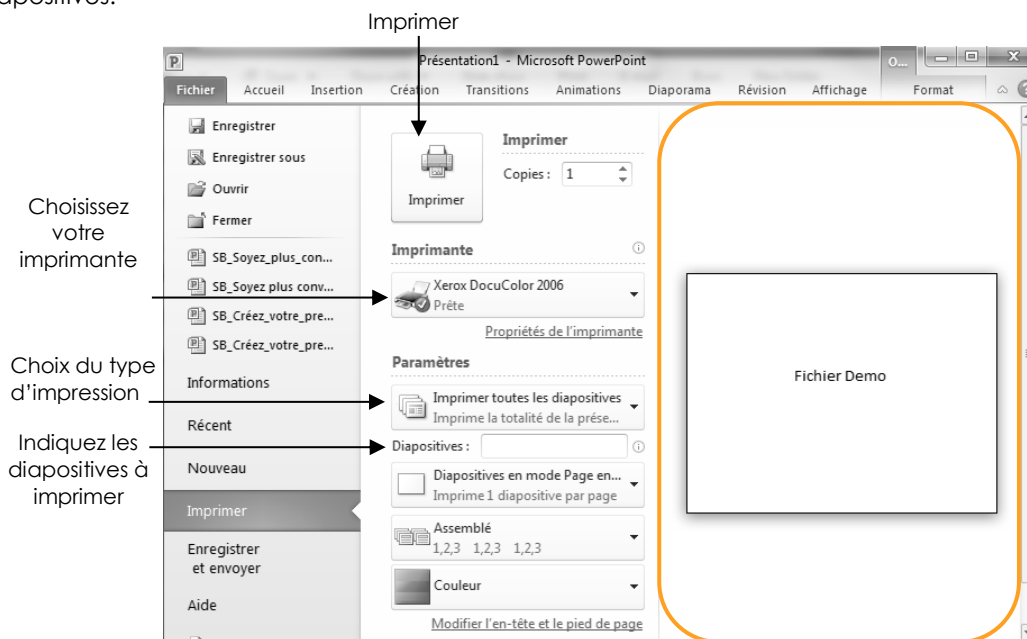 Imprimer
Présentation1 - Microsoft PowerPoint
O...
Fichier Accueil Insertion Création Transitions Animations Diaporama Révision Affichage Format
Enregistrer
Enregistrer sous
Ouvrir
Fermer
SB_Soyez_plus_con...
SB_Soyez plus conv...
SB_Créez_votre_pre...
SB_Créez_votre_pre...
Informations
Récent
Nouveau
Imprimer
Enregistrer
et envoyer
Aide
Choisissez
votre
imprimante
Choix du type
d'impression
Indiquez les
diapositives à
imprimer
Imprimer
Imprimer
Copies : 1
Imprimante
Xerox DocuColor 2006
Prête
Propriétés de l'imprimante
Paramètres
Imprimer toutes les diapositives
Imprime la totalité de la prése...
Diapositives :
Diapositives en mode Page en...
Imprime 1 diapositive par page
Assemblé
1,2,3 1,2,3 1,2,3
Couleur
Modifier l'en-tête et le pied de page
Fichier Demo